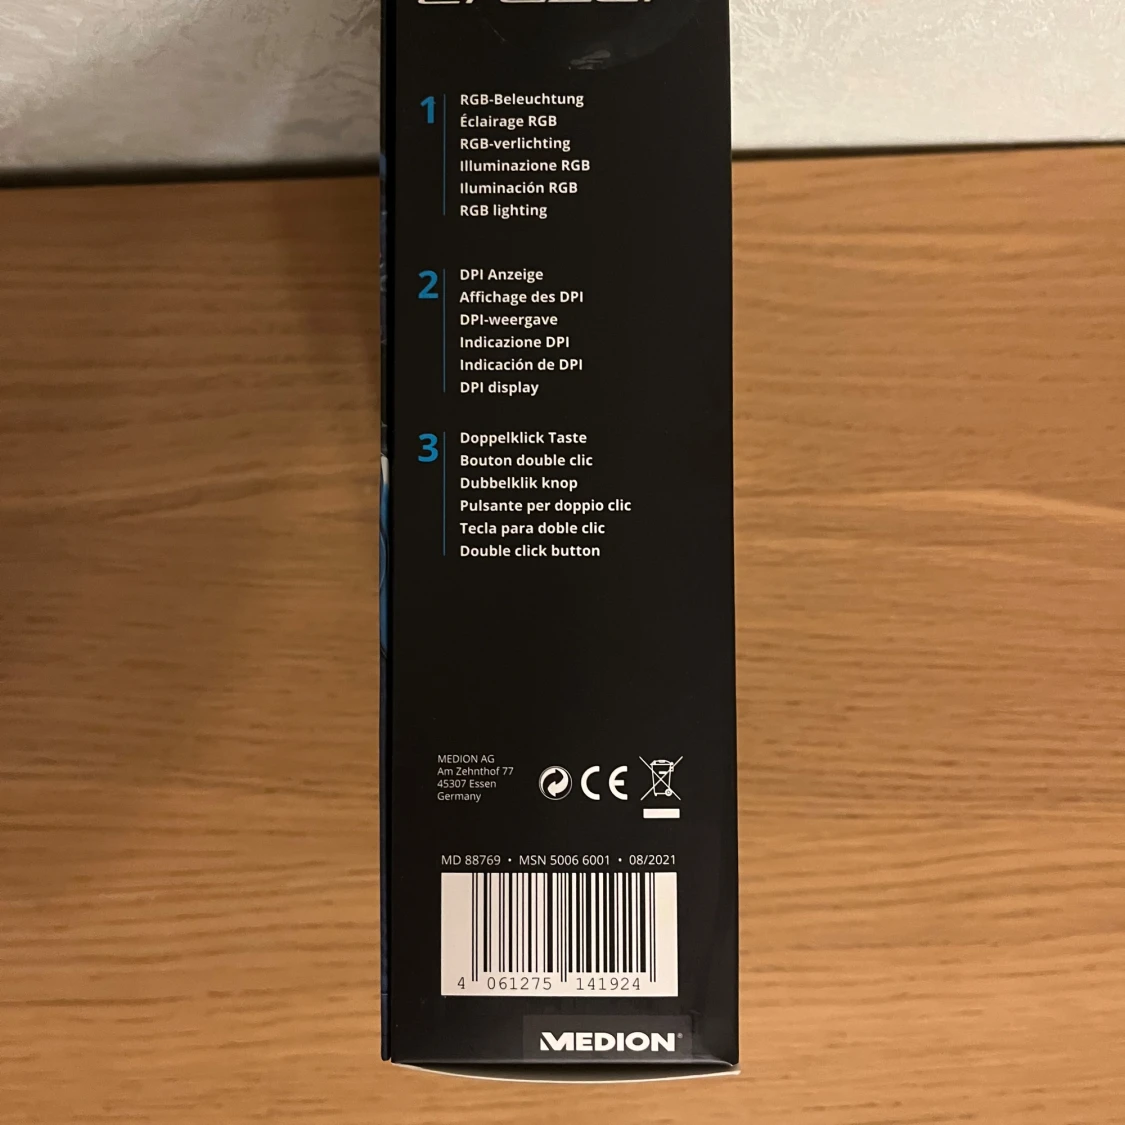 1
RGB-Beleuchtung
Éclairage RGB
RGB-verlichting
Illuminazione RGB
Iluminación RGB
RGB lighting
2
DPI Anzeige
Affichage des DPI
DPI-weergave
Indicazione DPI
Indicación de DPI
DPI display
3
Doppelklick Taste
Bouton double clic
Dubbelklik knop
Pulsante per doppio clic
Tecla para doble clic
Double click button
MEDION AG
Am Zehnthof 77
45307 Essen
Germany
CE
MD 88769 • MSN 5006 6001 • 08/2021
4 061275 141924
MEDION®